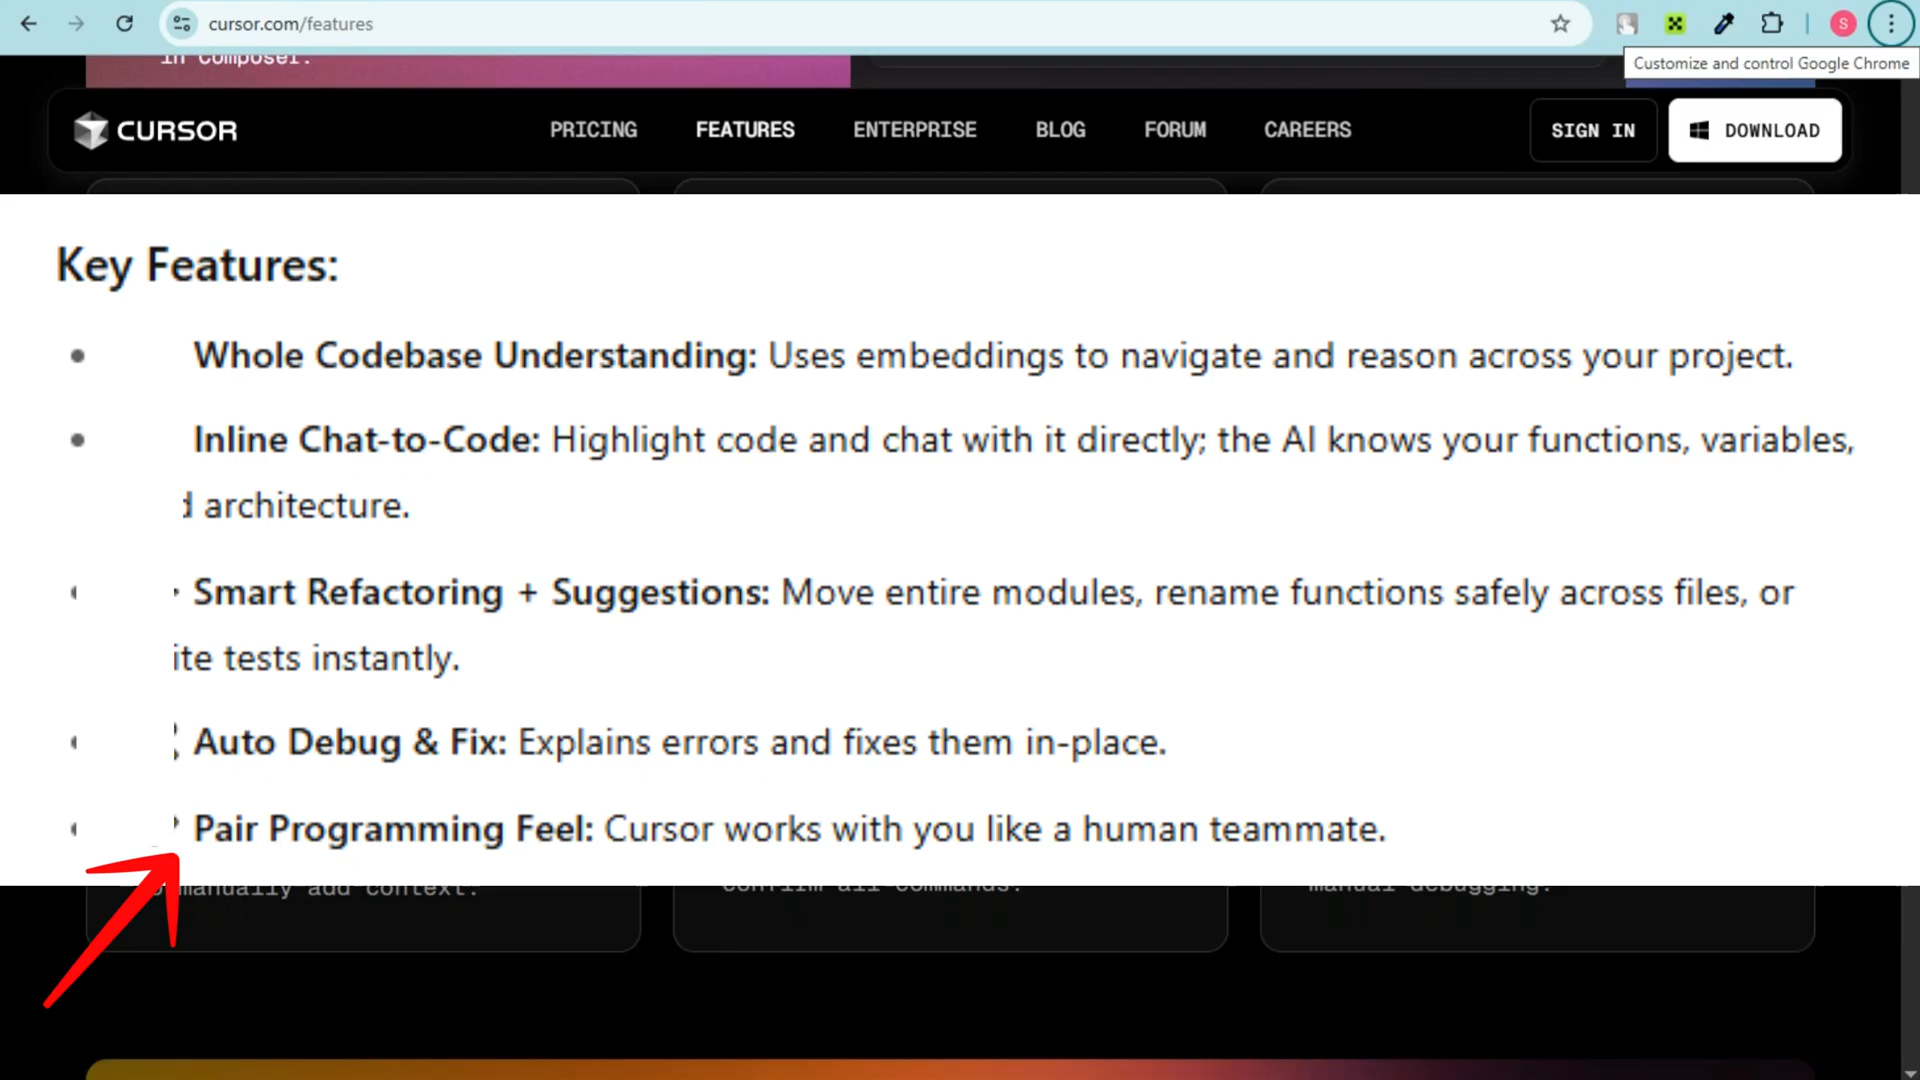 cursor.com/features
S
Customize and control Google Chrome
in Composer.
CURSOR
PRICING
FEATURES
ENTERPRISE
BLOG
FORUM
CAREERS
SIGN IN
DOWNLOAD
Key Features:
Whole Codebase Understanding: Uses embeddings to navigate and reason across your project.
Inline Chat-to-Code: Highlight code and chat with it directly; the AI knows your functions, variables,
d architecture.
Smart Refactoring + Suggestions: Move entire modules, rename functions safely across files, or
ite tests instantly.
Auto Debug & Fix: Explains errors and fixes them in-place.
Pair Programming Feel: Cursor works with you like a human teammate.
manually add context.
confirm all commands.
manual debugging.